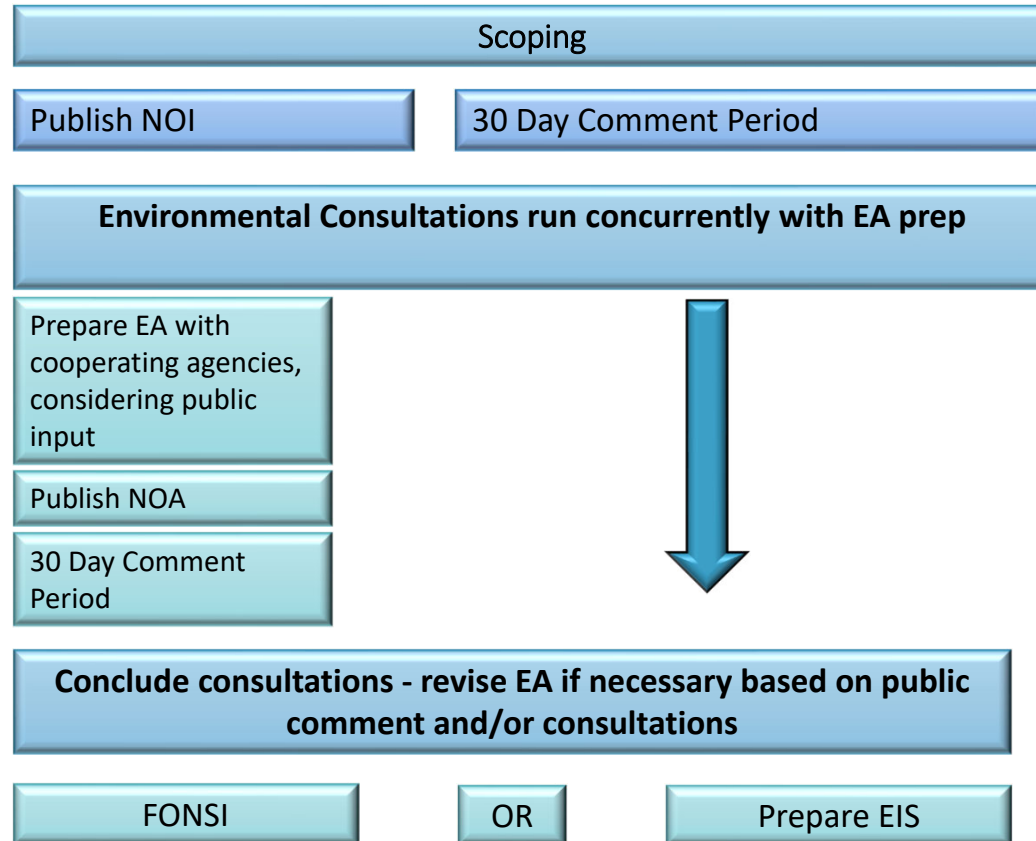 Scoping
Publish NOI
30 Day Comment Period
Environmental Consultations run concurrently with EA prep
Prepare EA with
cooperating agencies,
considering public
input
Publish NOA
30 Day Comment
Period
Conclude consultations - revise EA if necessary based on public
comment and/or consultations
FONSI
OR
Prepare EIS